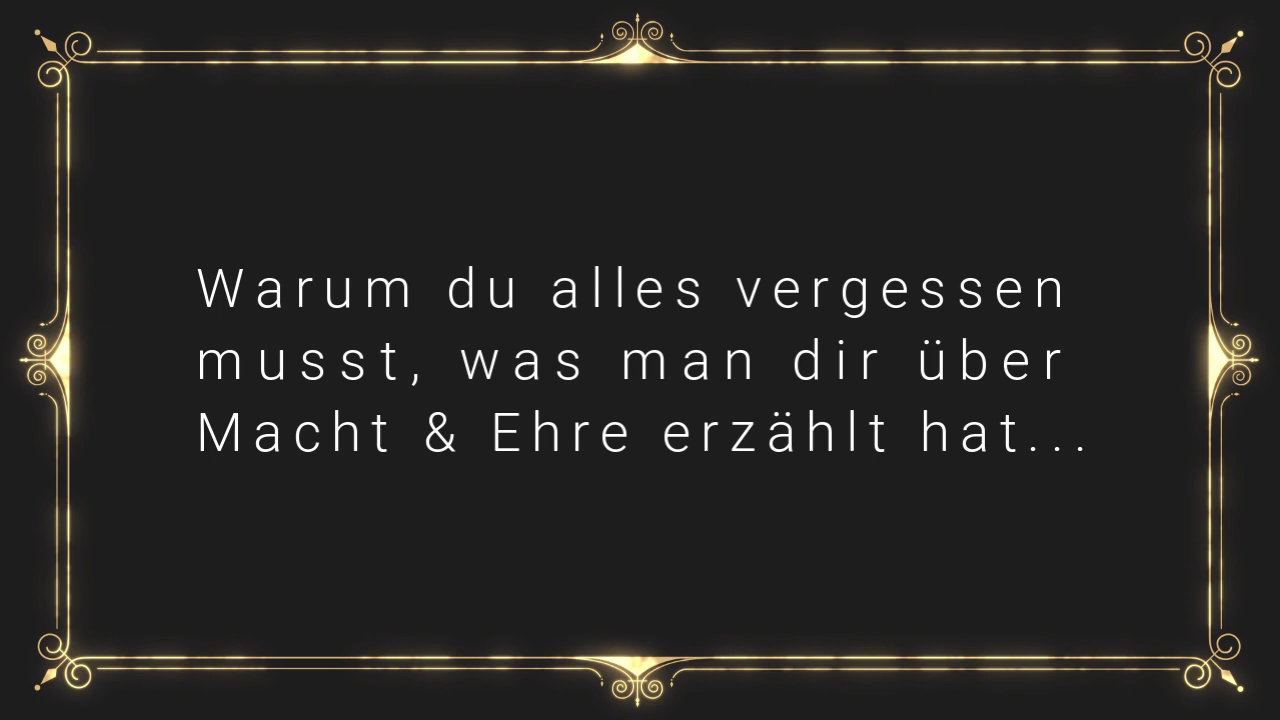 Warum du alles vergessen
musst, was man dir über
Macht & Ehre erzählt hat...